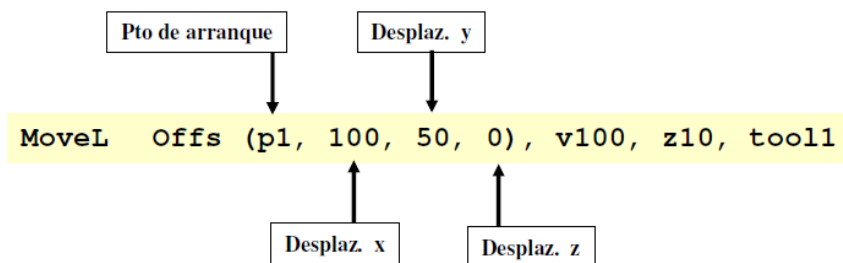 Pto de arranque
Desplaz. y
MoveL Offs (p1, 100, 50, 0), v100, z10, tool1
Desplaz. x
Desplaz. z